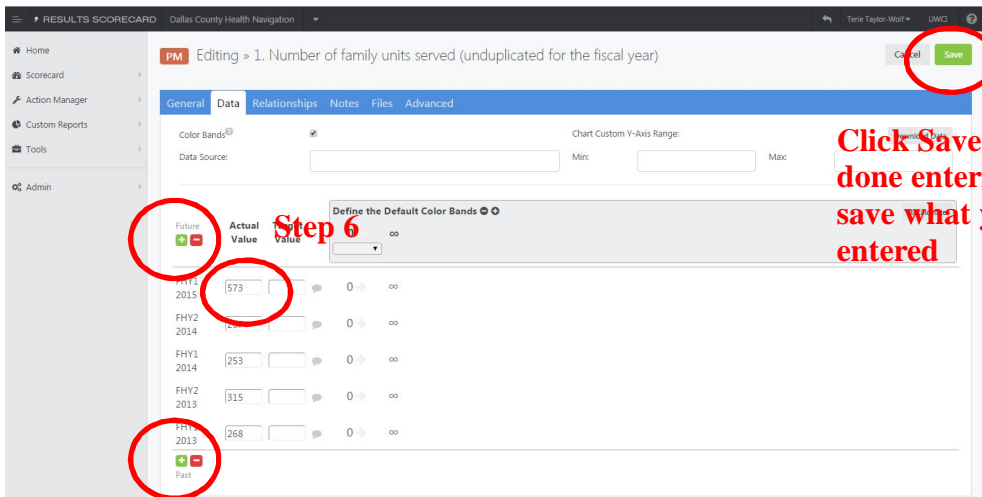 RESULTS SCORECARD Dallas County Health Navigation Terie Taylor-Wolf UWCI
Home
Scorecard
Action Manager
Custom Reports
Tools
Admin
PM Editing » 1. Number of family units served (unduplicated for the fiscal year) Cancel Save
General Data Relationships Notes Files Advanced
Color Bands Chart Custom Y-Axis Range: Download Data
Data Source: Min: Max:
Click Save
done enter
save what y
entered
Step 6
Define the Default Color Bands
Future Actual Value Target Value 0 ∞
FHY1 2015 573 0 ∞
FHY2 2014 0 ∞
FHY1 2014 253 0 ∞
FHY2 2013 315 0 ∞
FHY1 2013 268 0 ∞
Past